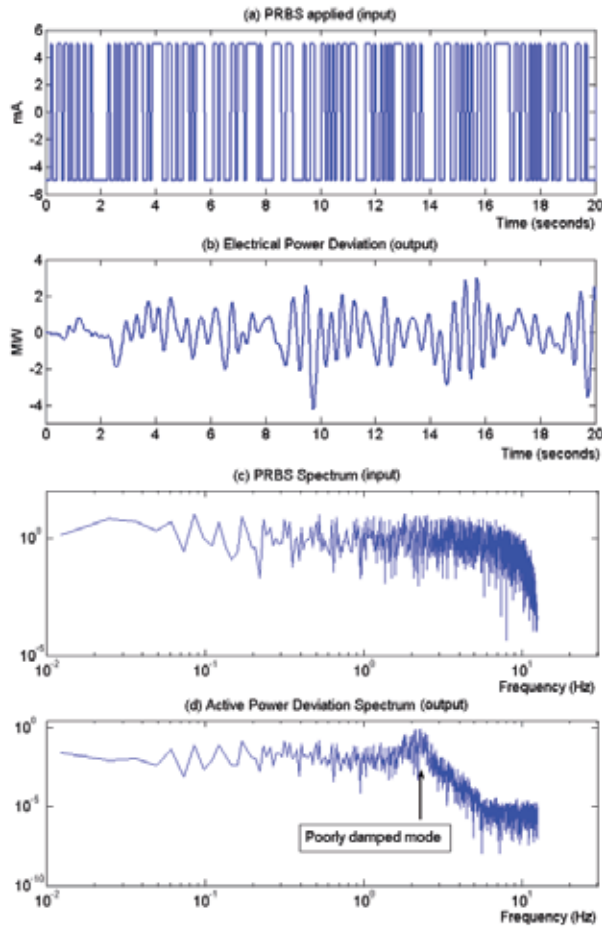 (a) PRBS applied (input)
6
4
2
0
-2
-4
-6
mA
0 2 4 6 8 10 12 14 16 18 20
Time (seconds)
(b) Electrical Power Deviation (output)
4
2
0
-2
-4
MW
0 2 4 6 8 10 12 14 16 18 20
Time (seconds)
(c) PRBS Spectrum (input)
10^0
10^-5
10^-2 10^-1 10^0 10^1
Frequency (Hz)
(d) Active Power Deviation Spectrum (output)
10^0
10^-5
10^-10
Poorly damped mode
10^-2 10^-1 10^0 10^1
Frequency (Hz)